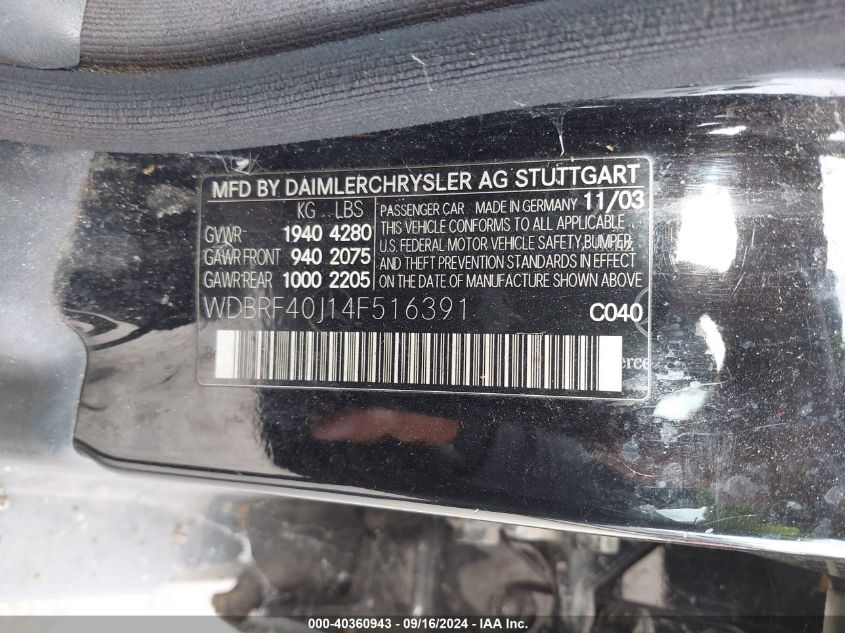 MFD BY DAIMLERCHRYSLER AG STUTTGART
KG LBS
GVWR 1940 4280
GAWR FRONT 940 2075
GAWR REAR 1000 2205
PASSENGER CAR MADE IN GERMANY 11/03
THIS VEHICLE CONFORMS TO ALL APPLICABLE
U.S. FEDERAL MOTOR VEHICLE SAFETY, BUMPER,
AND THEFT PREVENTION STANDARDS IN EFFECT
ON THE DATE OF MANUFACTURE SHOWN ABOVE
WDBRF40J14F516391 C040
000-40360943 / 09/16/2024 - IAA Inc.